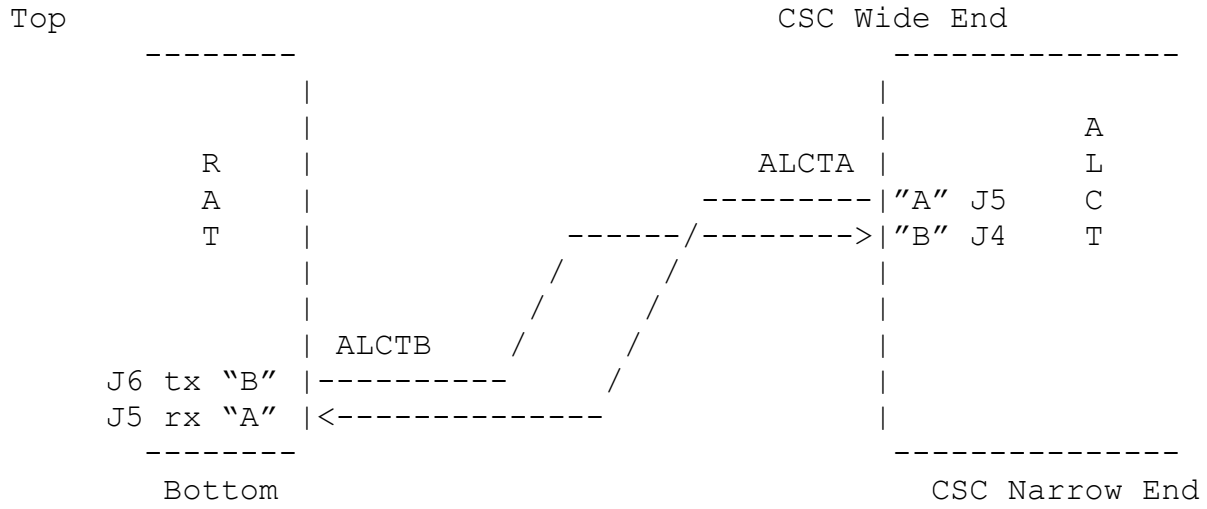 Top CSC Wide End
A
R ALCTA L
A "A" J5 C
T "B" J4 T
ALCTB
J6 tx “B”
J5 rx “A”
Bottom CSC Narrow End